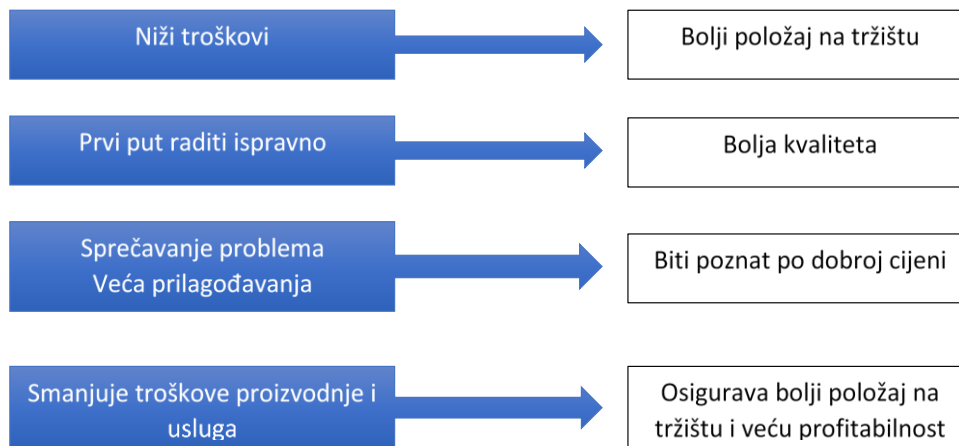 Niži troškovi
Bolji položaj na tržištu
Prvi put raditi ispravno
Bolja kvaliteta
Sprečavanje problema
Veća prilagođavanja
Biti poznat po dobroj cijeni
Smanjuje troškove proizvodnje i
usluga
Osigurava bolji položaj na
tržištu i veću profitabilnost